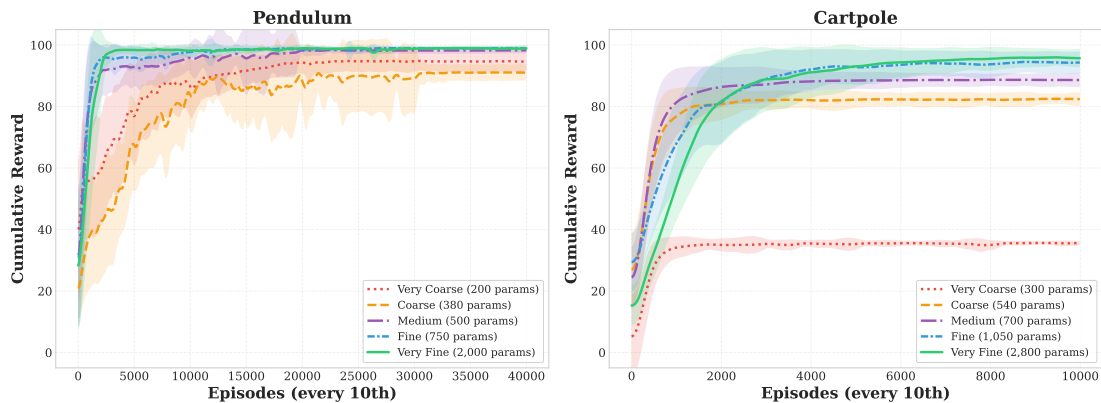 Pendulum
Cumulative Reward
100
80
60
40
20
0
0 5000 10000 15000 20000 25000 30000 35000 40000
Episodes (every 10th)
Very Coarse (200 params)
Coarse (380 params)
Medium (500 params)
Fine (750 params)
Very Fine (2,000 params)
Cartpole
Cumulative Reward
100
80
60
40
20
0
0 2000 4000 6000 8000 10000
Episodes (every 10th)
Very Coarse (300 params)
Coarse (540 params)
Medium (700 params)
Fine (1,050 params)
Very Fine (2,800 params)